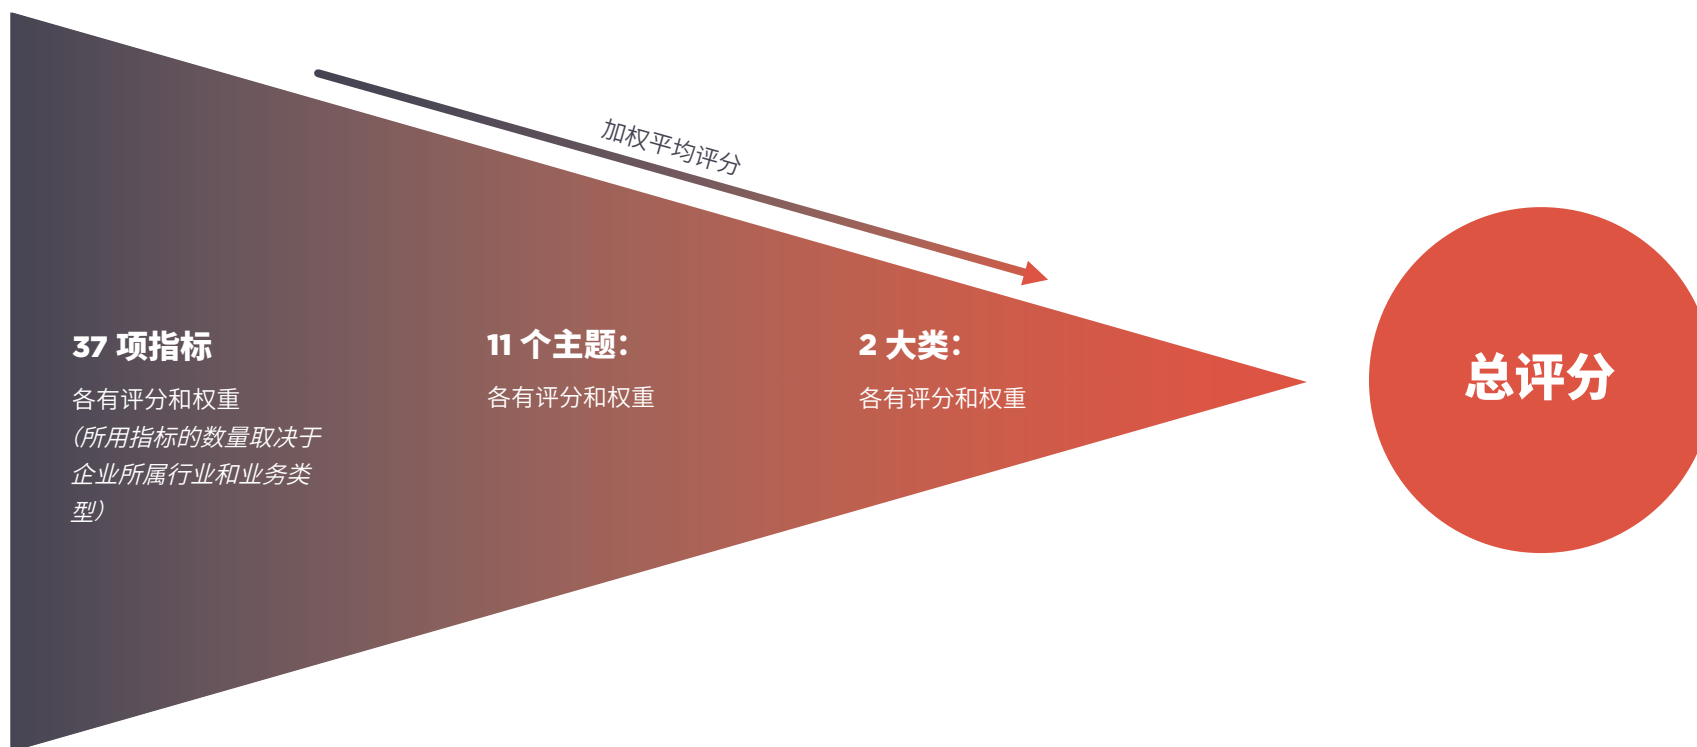 加权平均评分
37 项指标
各有评分和权重
（所用指标的数量取决于
企业所属行业和业务类
型）
11 个主题：
各有评分和权重
2 大类：
各有评分和权重
总评分